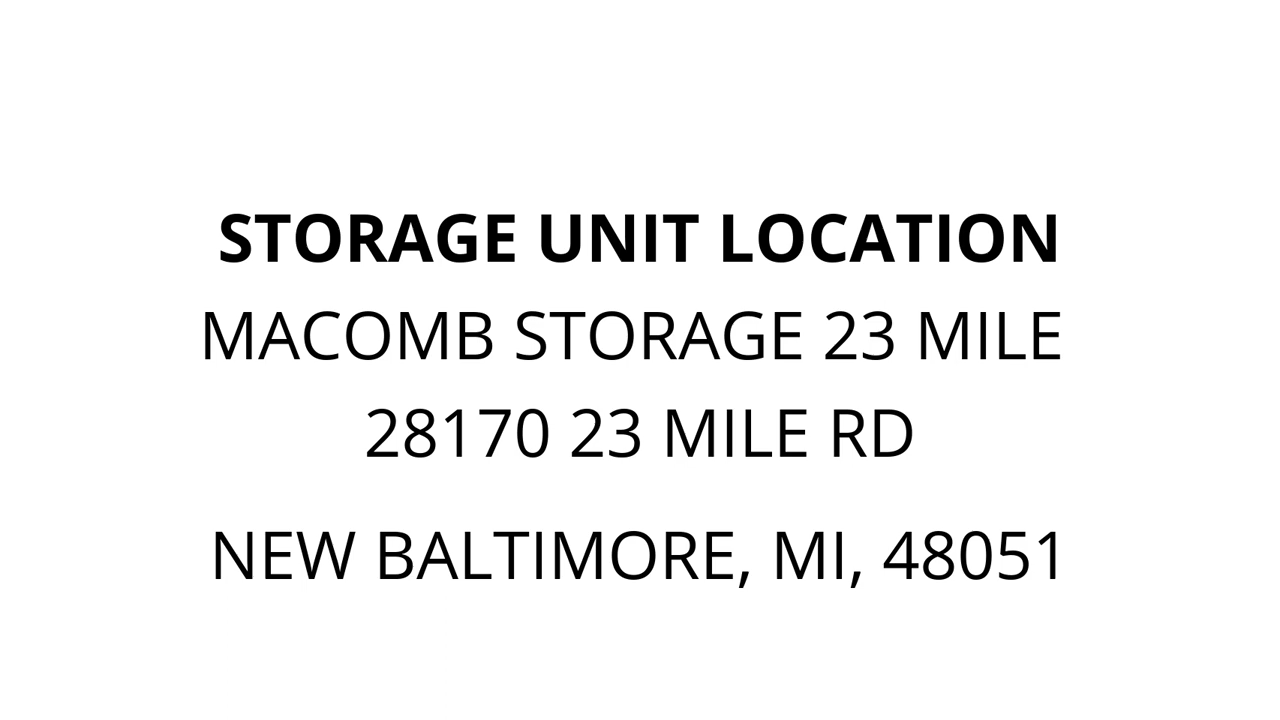 STORAGE UNIT LOCATION
MACOMB STORAGE 23 MILE
28170 23 MILE RD
NEW BALTIMORE, MI, 48051